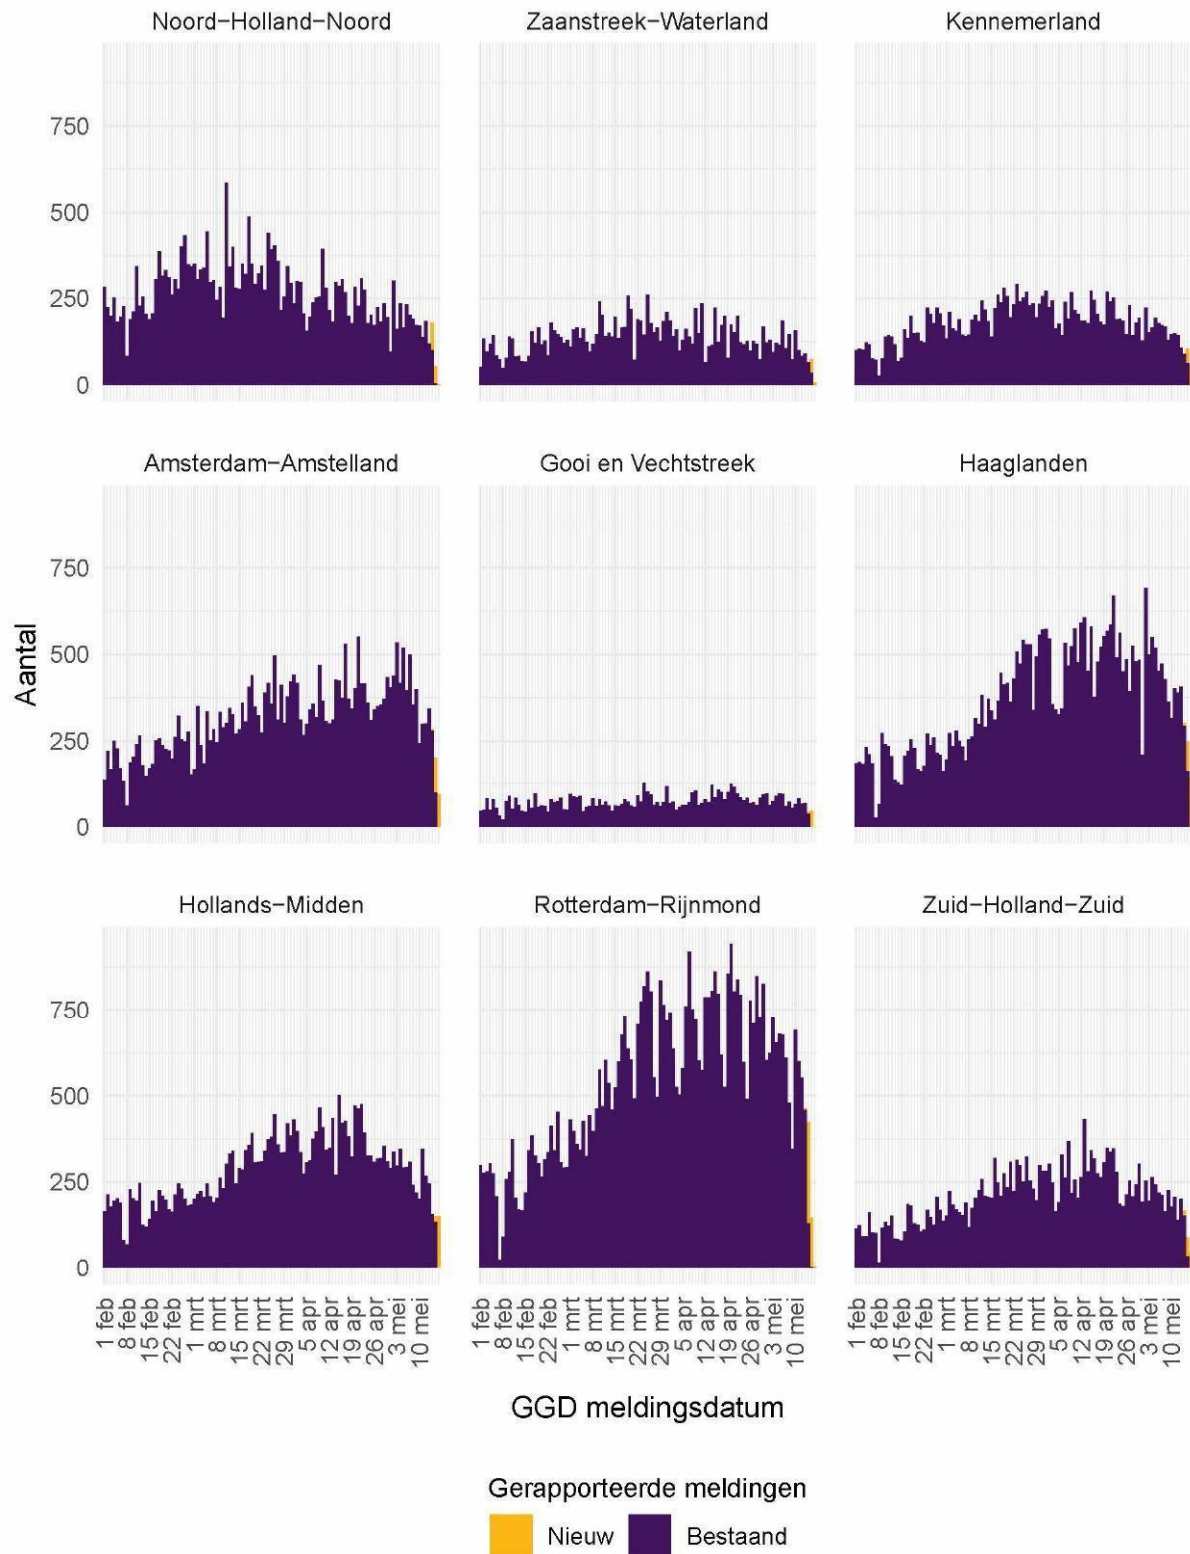 Noord-Holland-Noord
Zaanstreek-Waterland
Kennemerland
750
500
250
0
Amsterdam-Amstelland
Gooi en Vechtstreek
Haaglanden
750
500
250
0
Aantal
Hollands-Midden
Rotterdam-Rijnmond
Zuid-Holland-Zuid
750
500
250
0
1 feb
8 feb
15 feb
22 feb
1 mrt
8 mrt
15 mrt
22 mrt
29 mrt
5 apr
12 apr
19 apr
26 apr
3 mei
10 mei
1 feb
8 feb
15 feb
22 feb
1 mrt
8 mrt
15 mrt
22 mrt
29 mrt
5 apr
12 apr
19 apr
26 apr
3 mei
10 mei
1 feb
8 feb
15 feb
22 feb
1 mrt
8 mrt
15 mrt
22 mrt
29 mrt
5 apr
12 apr
19 apr
26 apr
3 mei
10 mei
GGD meldingsdatum
Gerapporteerde meldingen
Nieuw
Bestaand